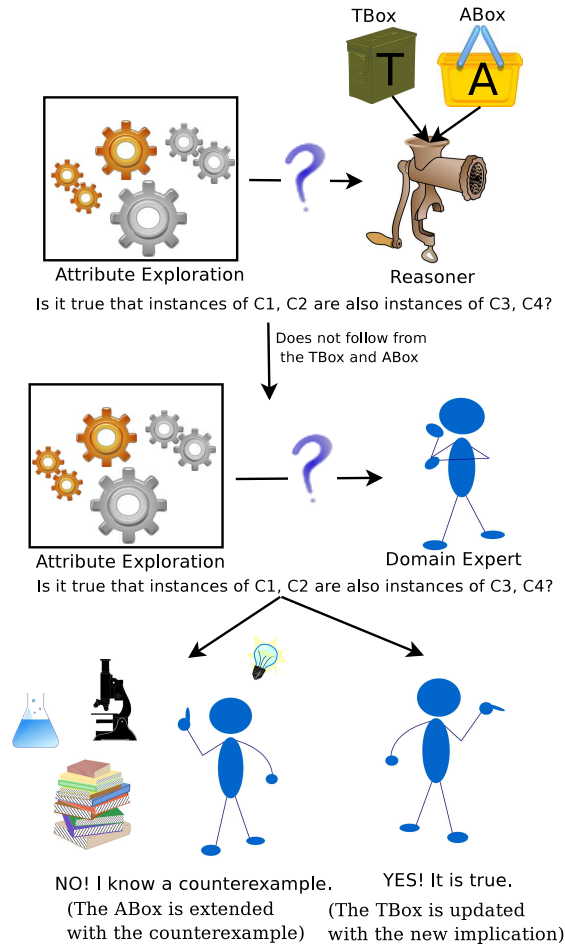 TBox
ABox
T
A
Attribute Exploration
Reasoner
Is it true that instances of C1, C2 are also instances of C3, C4?
Does not follow from
the TBox and ABox
Attribute Exploration
Domain Expert
Is it true that instances of C1, C2 are also instances of C3, C4?
NO! I know a counterexample.
(The ABox is extended
with the counterexample)
YES! It is true.
(The TBox is updated
with the new implication)